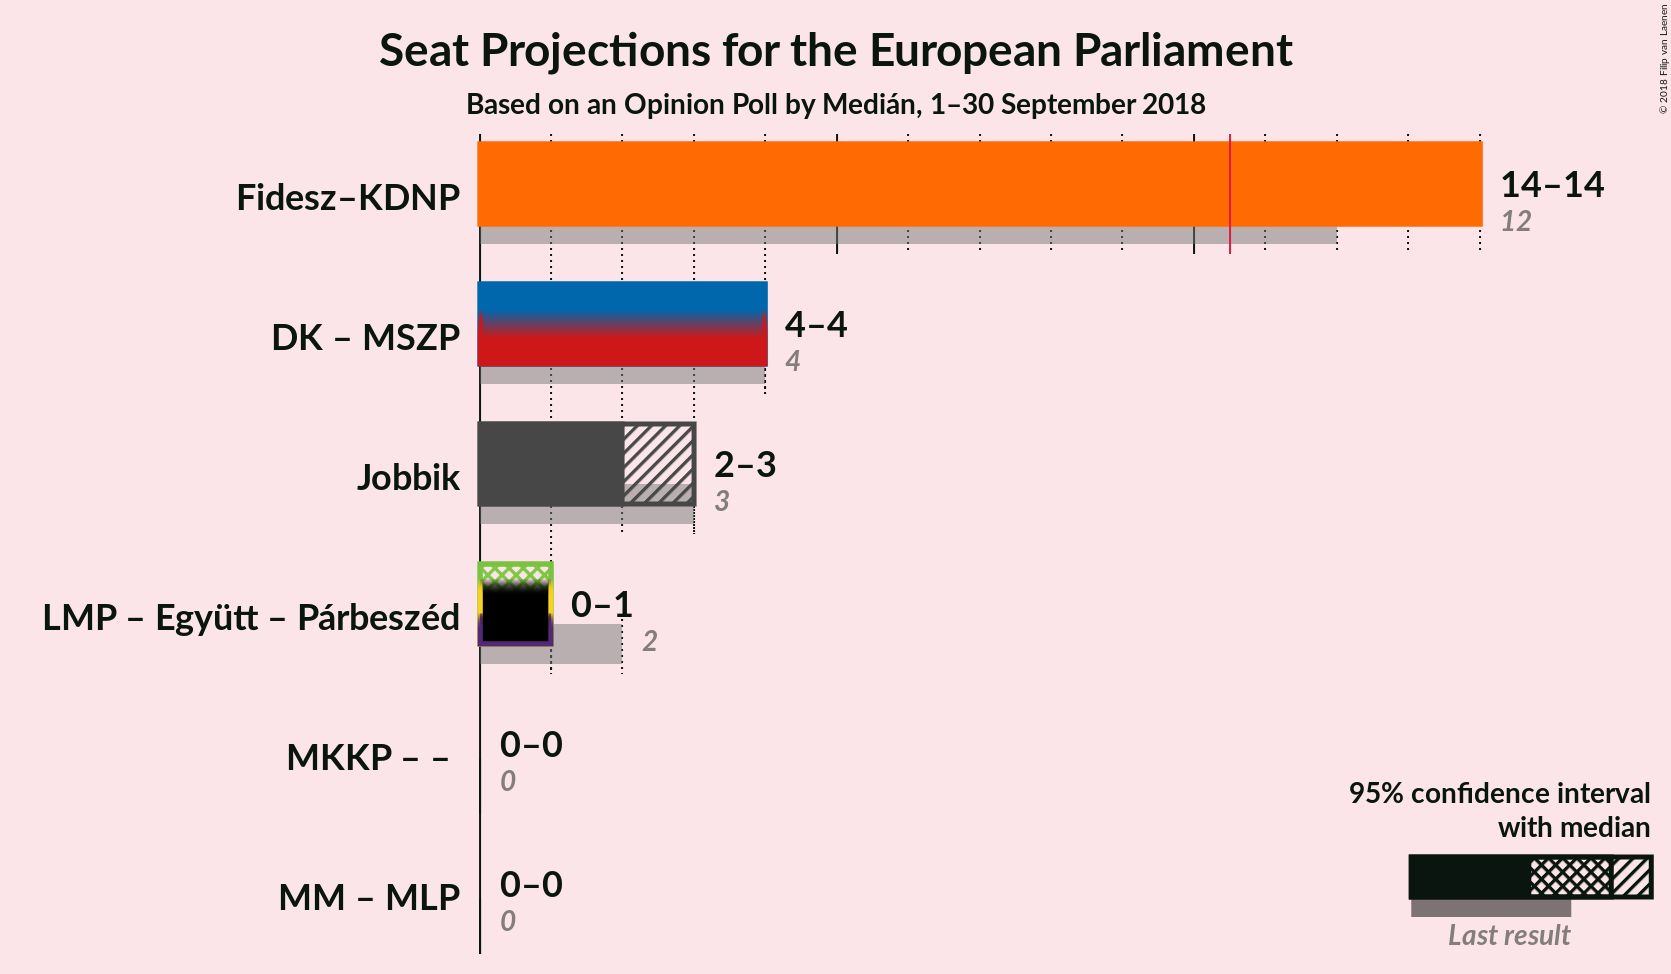 Seat Projections for the European Parliament
Based on an Opinion Poll by Medián, 1–30 September 2018
© 2018 Filip van Laenen
Fidesz–KDNP
14–14
12
DK – MSZP
4–4
4
Jobbik
2–3
3
LMP – Együtt – Párbeszéd
0–1
2
MKKP – –
0–0
0
MM – MLP
0–0
0
95% confidence interval
with median
Last result